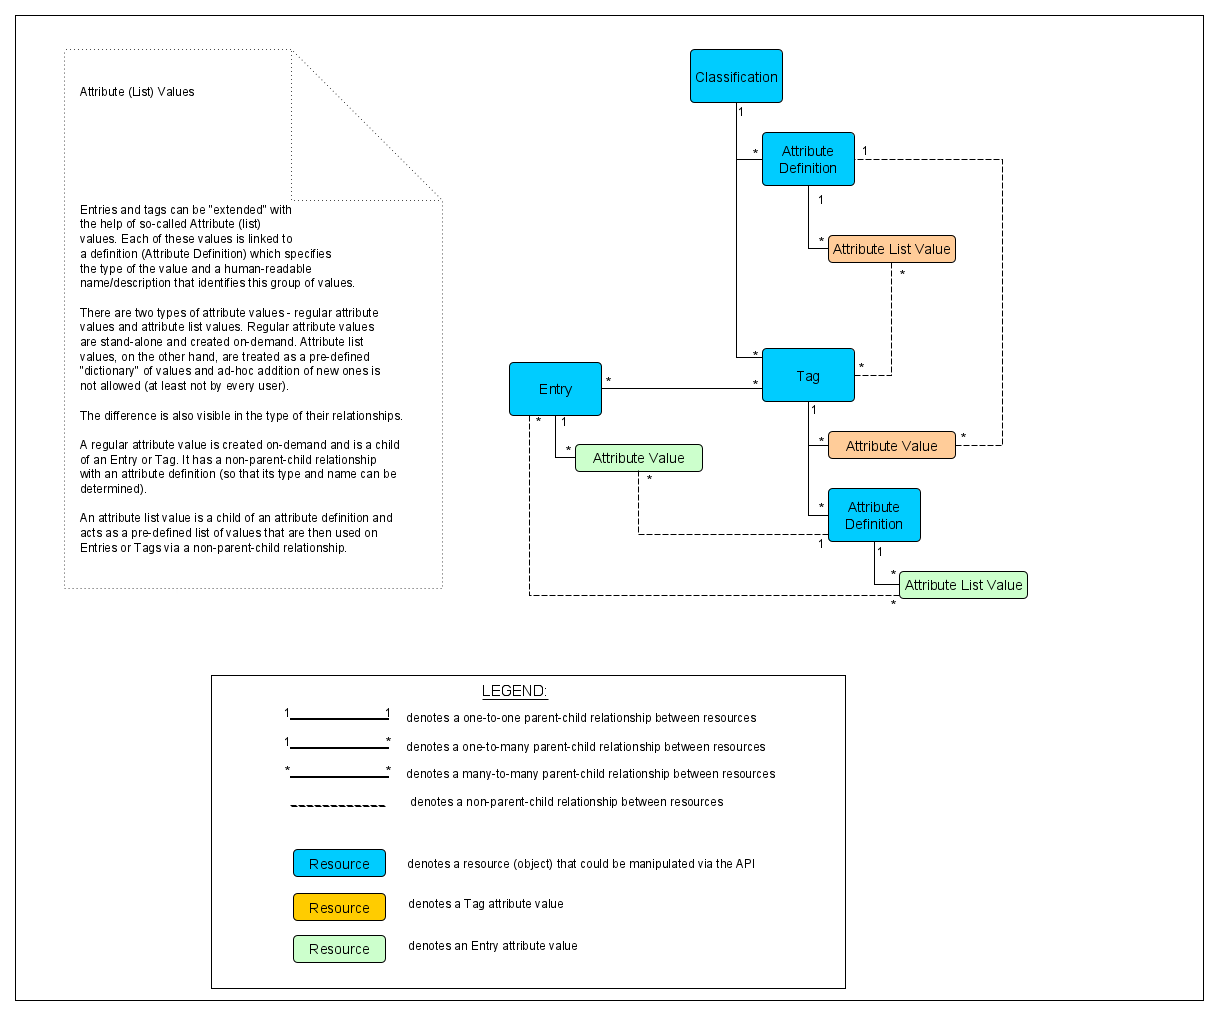 Attribute (List) Values
Entries and tags can be "extended" with
the help of so-called Attribute (list)
values. Each of these values is linked to
a definition (Attribute Definition) which specifies
the type of the value and a human-readable
name/description that identifies this group of values.
There are two types of attribute values - regular attribute
values and attribute list values. Regular attribute values
are stand-alone and created on-demand. Attribute list
values, on the other hand, are treated as a pre-defined
"dictionary" of values and ad-hoc addition of new ones is
not allowed (at least not by every user).
The difference is also visible in the type of their relationships.
A regular attribute value is created on-demand and is a child
of an Entry or Tag. It has a non-parent-child relationship
with an attribute definition (so that its type and name can be
determined).
An attribute list value is a child of an attribute definition and
acts as a pre-defined list of values that are then used on
Entries or Tags via a non-parent-child relationship.
Classification
1
*
Attribute
Definition
1
1
*
Attribute List Value
*
*
Tag
*
*
1
Entry
*
*
1
*
Attribute Value
*
*
Attribute Value
*
*
Attribute
Definition
1
1
*
Attribute List Value
*
LEGEND:
1 1 denotes a one-to-one parent-child relationship between resources
1 * denotes a one-to-many parent-child relationship between resources
* * denotes a many-to-many parent-child relationship between resources
denotes a non-parent-child relationship between resources
Resource denotes a resource (object) that could be manipulated via the API
Resource denotes a Tag attribute value
Resource denotes an Entry attribute value